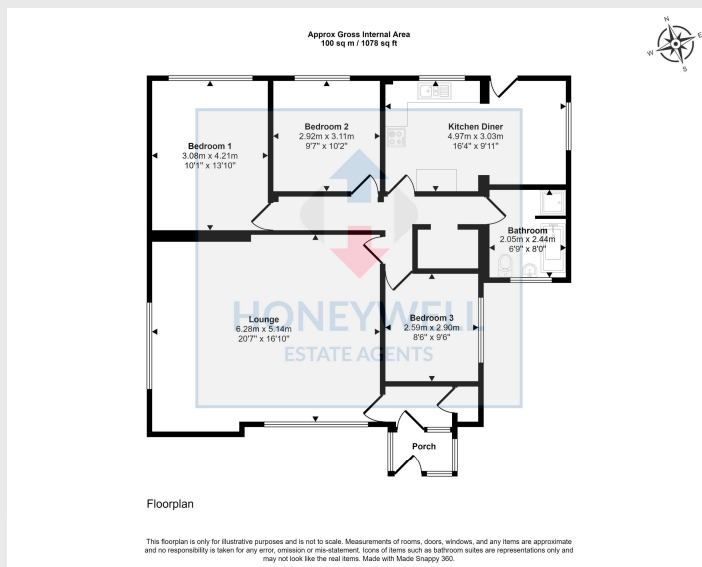 Approx Gross Internal Area
100 sq m / 1078 sq ft
N
E
S
W
Bedroom 1
3.08m x 4.21m
10'1" x 13'10"
Bedroom 2
2.92m x 3.11m
9'7" x 10'2"
Kitchen Diner
4.97m x 3.03m
16'4" x 9'11"
Bathroom
2.05m x 2.44m
6'9" x 8'0"
Lounge
6.28m x 5.14m
20'7" x 16'10"
Bedroom 3
2.59m x 2.90m
8'6" x 9'6"
HONEYWELL
ESTATE AGENTS
Porch
Floorplan
This floorplan is only for illustrative purposes and is not to scale. Measurements of rooms, doors, windows, and any items are approximate
and no responsibility is taken for any error, omission or mis-statement. Icons of items such as bathroom suites are representations only and
may not look like the real items. Made with Made Snappy 360.